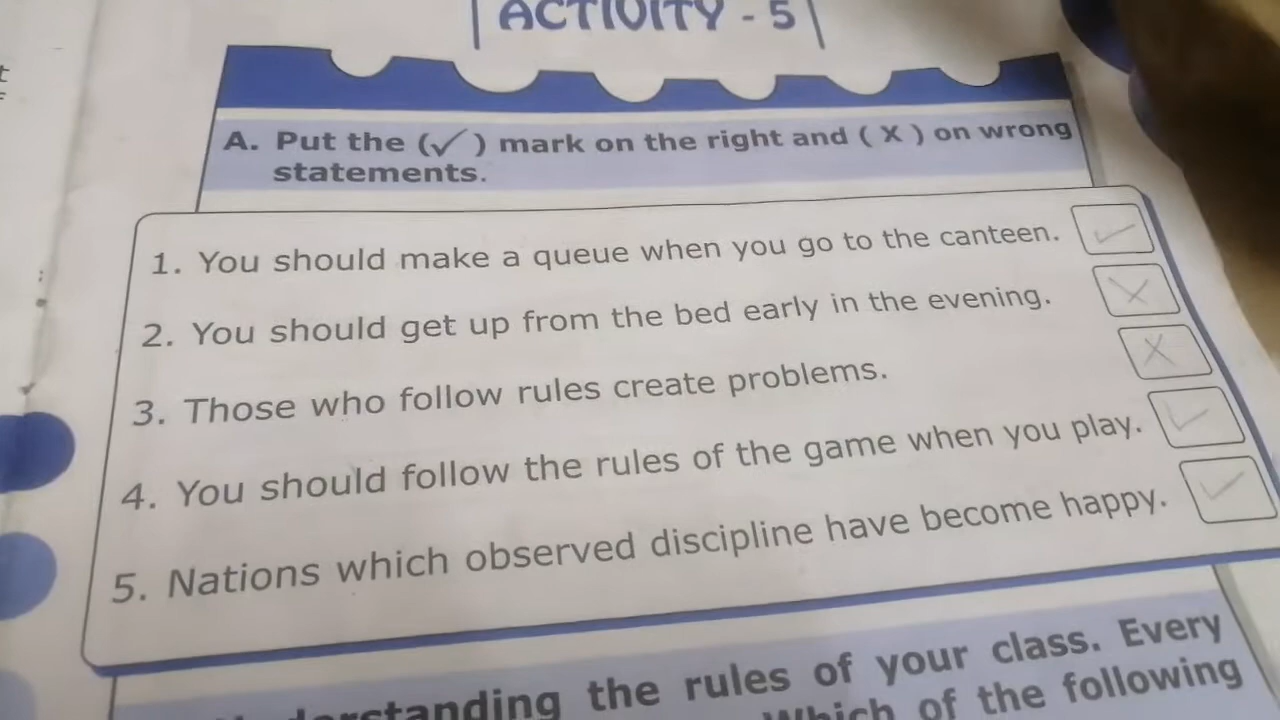 ACTIVITY - 5
A. Put the (✓) mark on the right and ( X ) on wrong
statements.
1. You should make a queue when you go to the canteen. ✓
2. You should get up from the bed early in the evening. X
3. Those who follow rules create problems. X
4. You should follow the rules of the game when you play. ✓
5. Nations which observed discipline have become happy. ✓
the rules of your class. Every
Which of the following